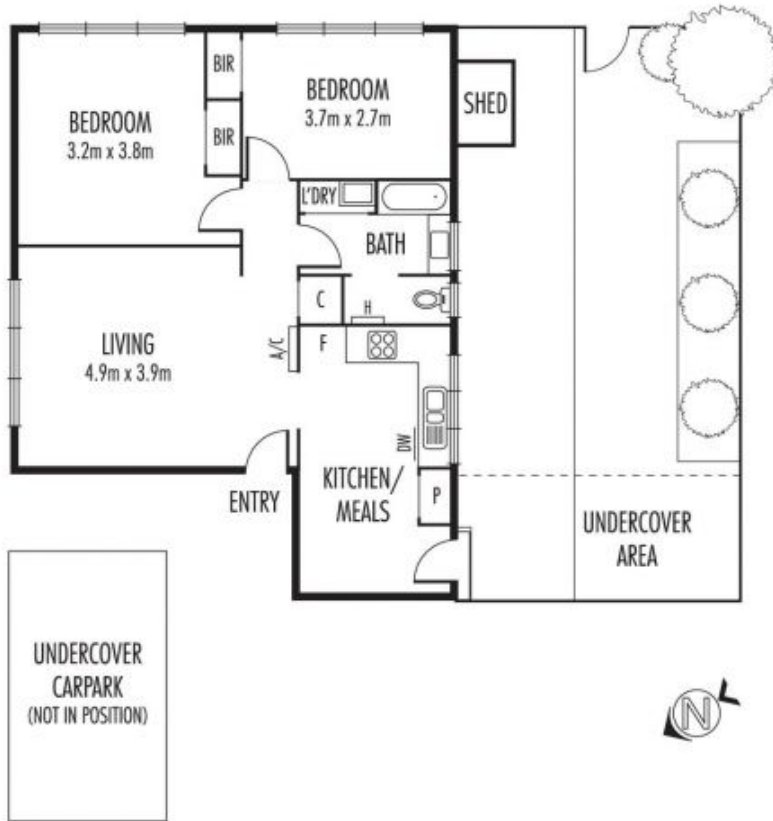 BIR
BEDROOM
3.2m x 3.8m
BIR
BEDROOM
3.7m x 2.7m
SHED
L'DRY
BATH
C
H
LIVING
4.9m x 3.9m
A/C
F
DW
KITCHEN/
MEALS
P
ENTRY
UNDERCOVER
AREA
UNDERCOVER
CARPARK
(NOT IN POSITION)
N